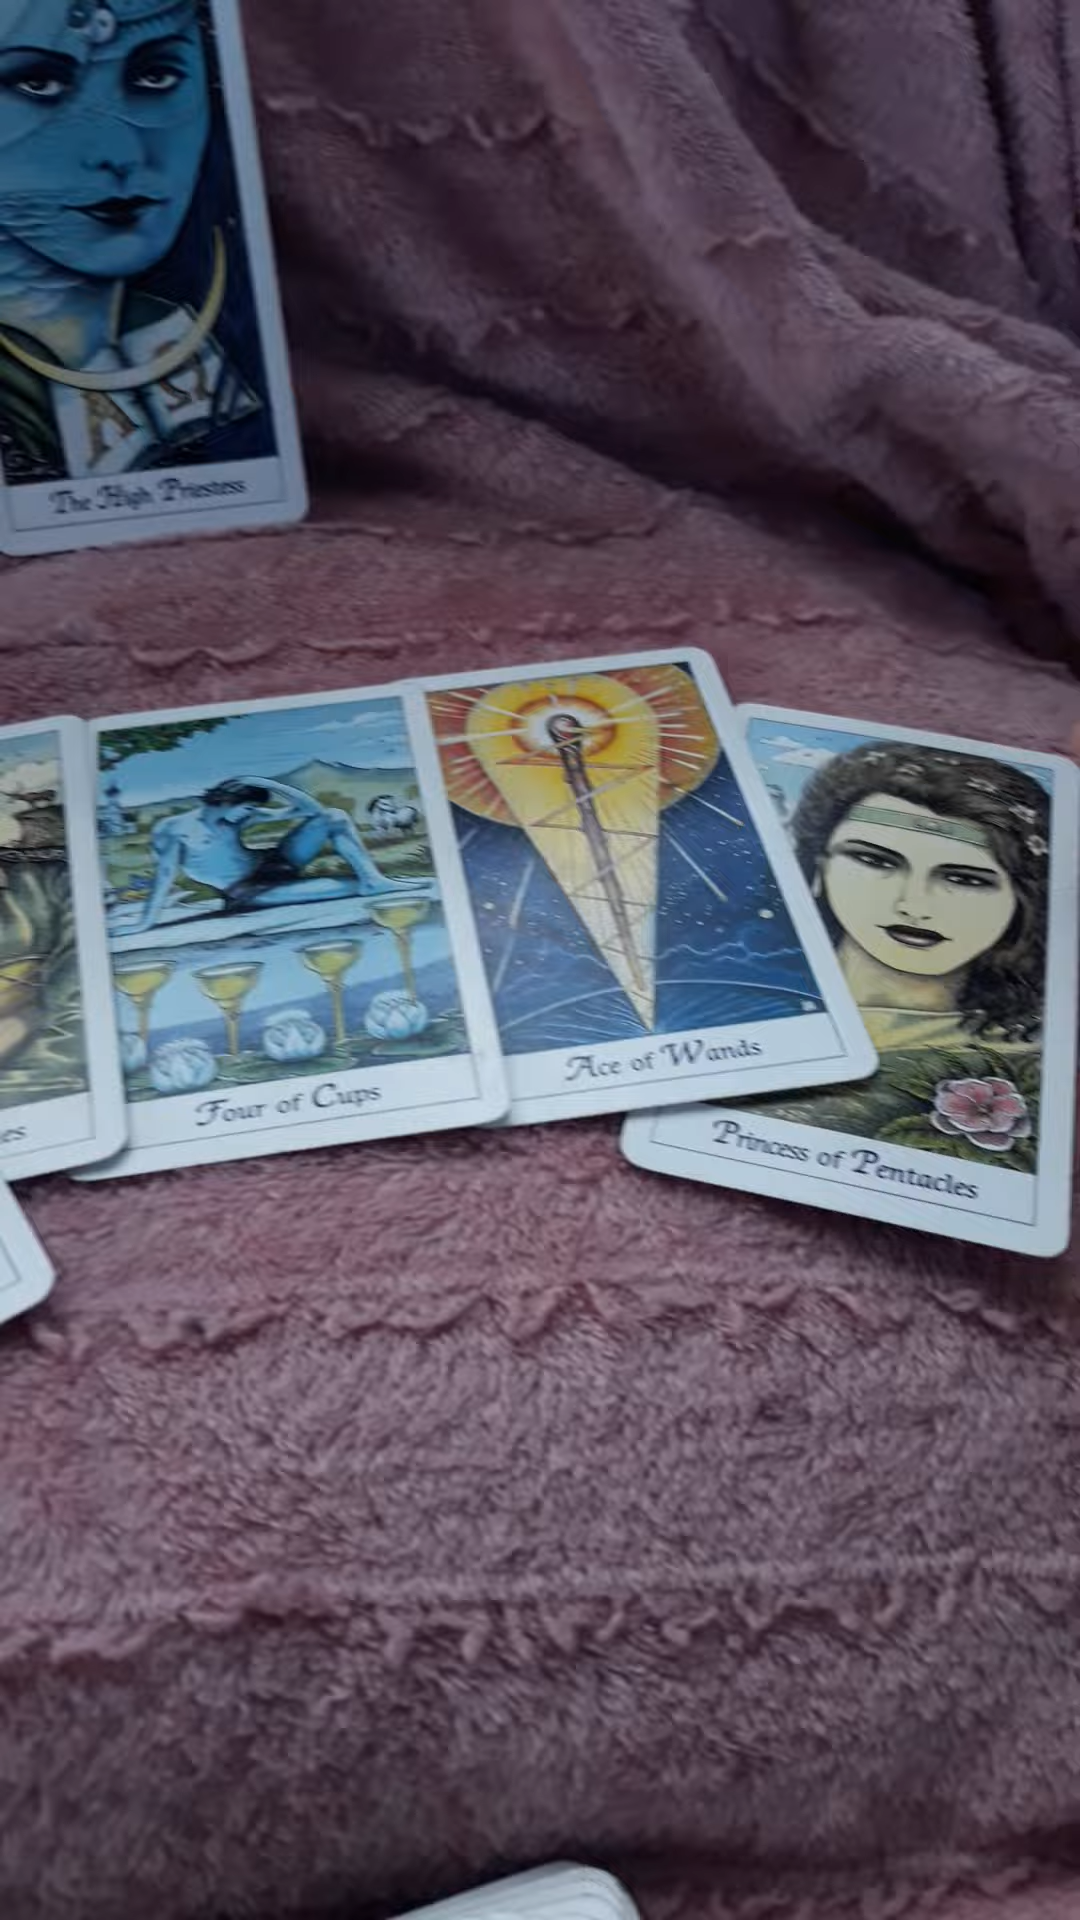 The High Priestess
Four of Cups
Ace of Wands
Princess of Pentacles